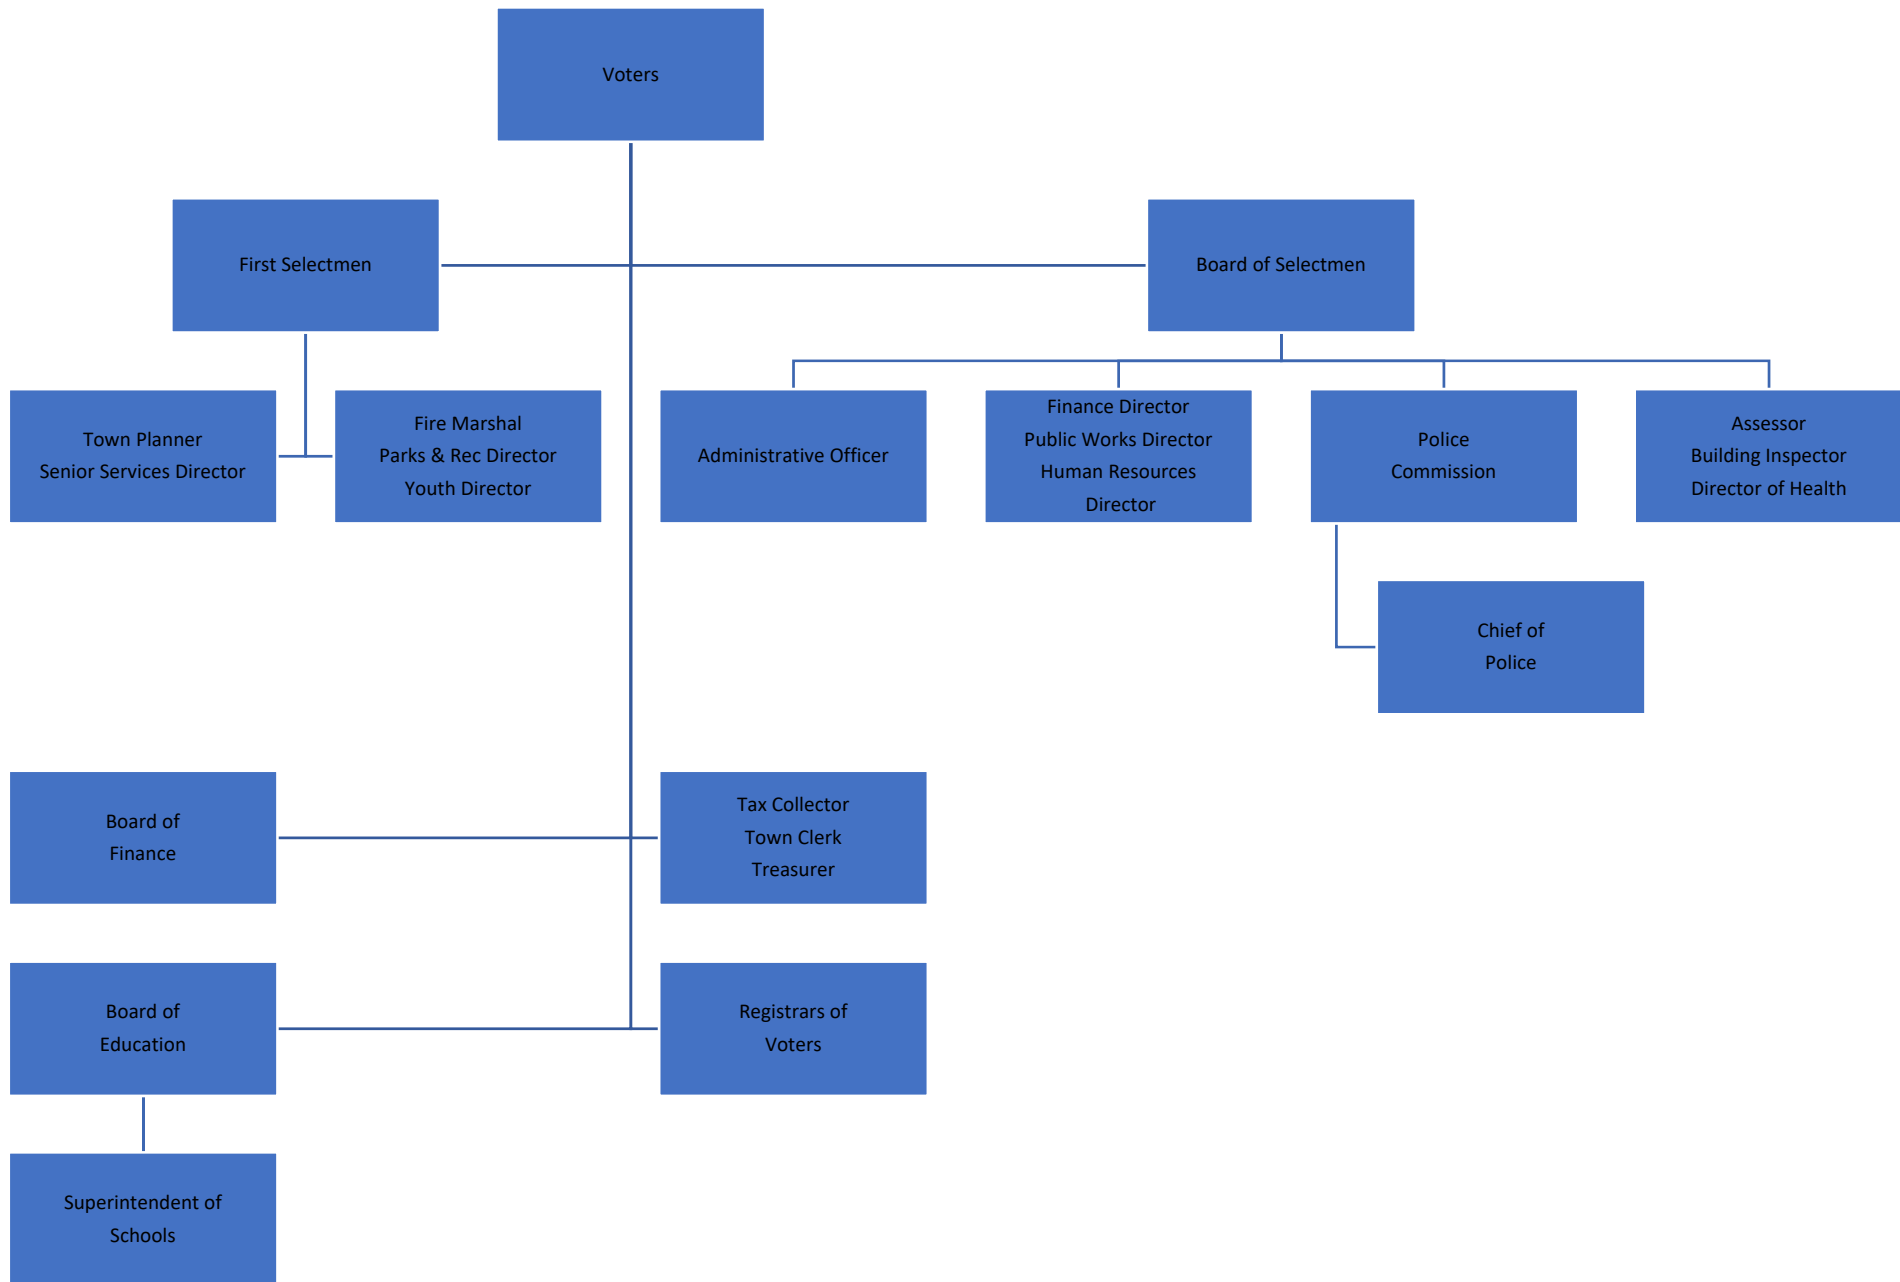 Voters
First Selectmen
Board of Selectmen
Town Planner
Senior Services Director
Fire Marshal
Parks & Rec Director
Youth Director
Administrative Officer
Finance Director
Public Works Director
Human Resources
Director
Police
Commission
Assessor
Building Inspector
Director of Health
Chief of
Police
Board of
Finance
Tax Collector
Town Clerk
Treasurer
Board of
Education
Registrars of
Voters
Superintendent of
Schools